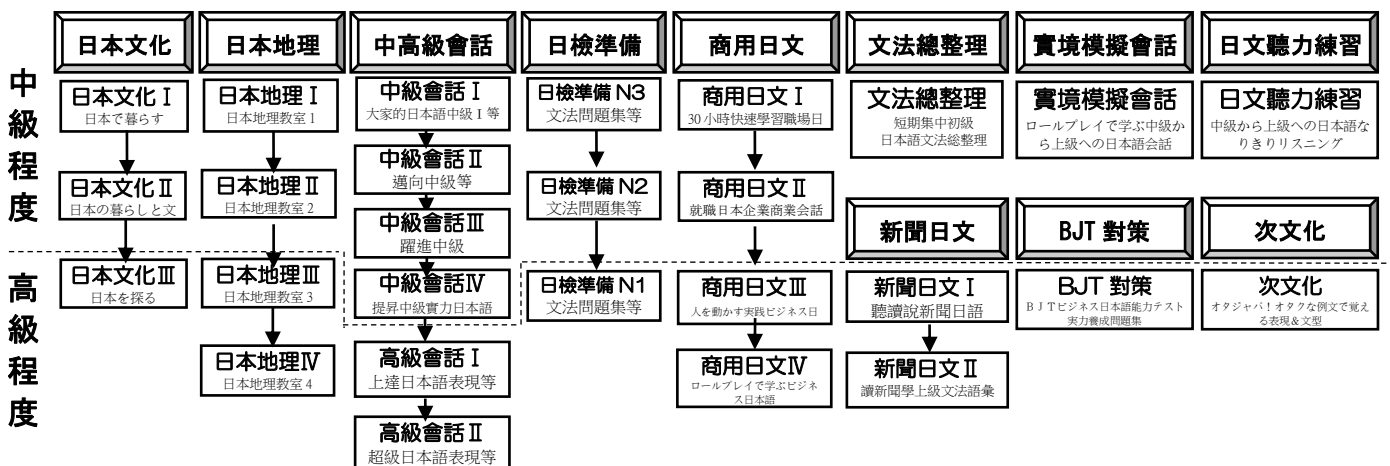 日本文化
日本地理
中高級會話
日檢準備
商用日文
文法總整理
實境模擬會話
日文聽力練習
中級程度
高級程度
日本文化 I
日本で暮らす
日本文化 II
日本の暮らしと文
日本文化III
日本を探る
日本地理 I
日本地理教室 1
日本地理 II
日本地理教室 2
日本地理III
日本地理教室 3
日本地理IV
日本地理教室 4
中級會話 I
大家的日本語中級 I 等
中級會話 II
邁向中級等
中級會話III
躍進中級
中級會話IV
提昇中級實力日本語
高級會話 I
上達日本語表現等
高級會話 II
超級日本語表現等
日檢準備 N3
文法問題集等
日檢準備 N2
文法問題集等
日檢準備 N1
文法問題集等
商用日文 I
30 小時快速學習職場日
商用日文 II
就職日本企業商業会話
商用日文III
人を動かす実践ビジネス日
商用日文IV
ロールプレイで学ぶビジネ
ス日本語
文法總整理
短期集中初級
日本語文法総整理
新聞日文
新聞日文 I
聽讀說新聞日語
新聞日文 II
讀新聞學上級文法語彙
實境模擬會話
ロールプレイで学ぶ中級か
ら上級への日本語会話
BJT 對策
BJT 對策
ＢＪＴビジネス日本語能力テスト
実力養成問題集
日文聽力練習
中級から上級への日本語な
りきりリスニング
次文化
次文化
オタジャパ！オタクな例文で覚え
る表現＆文型